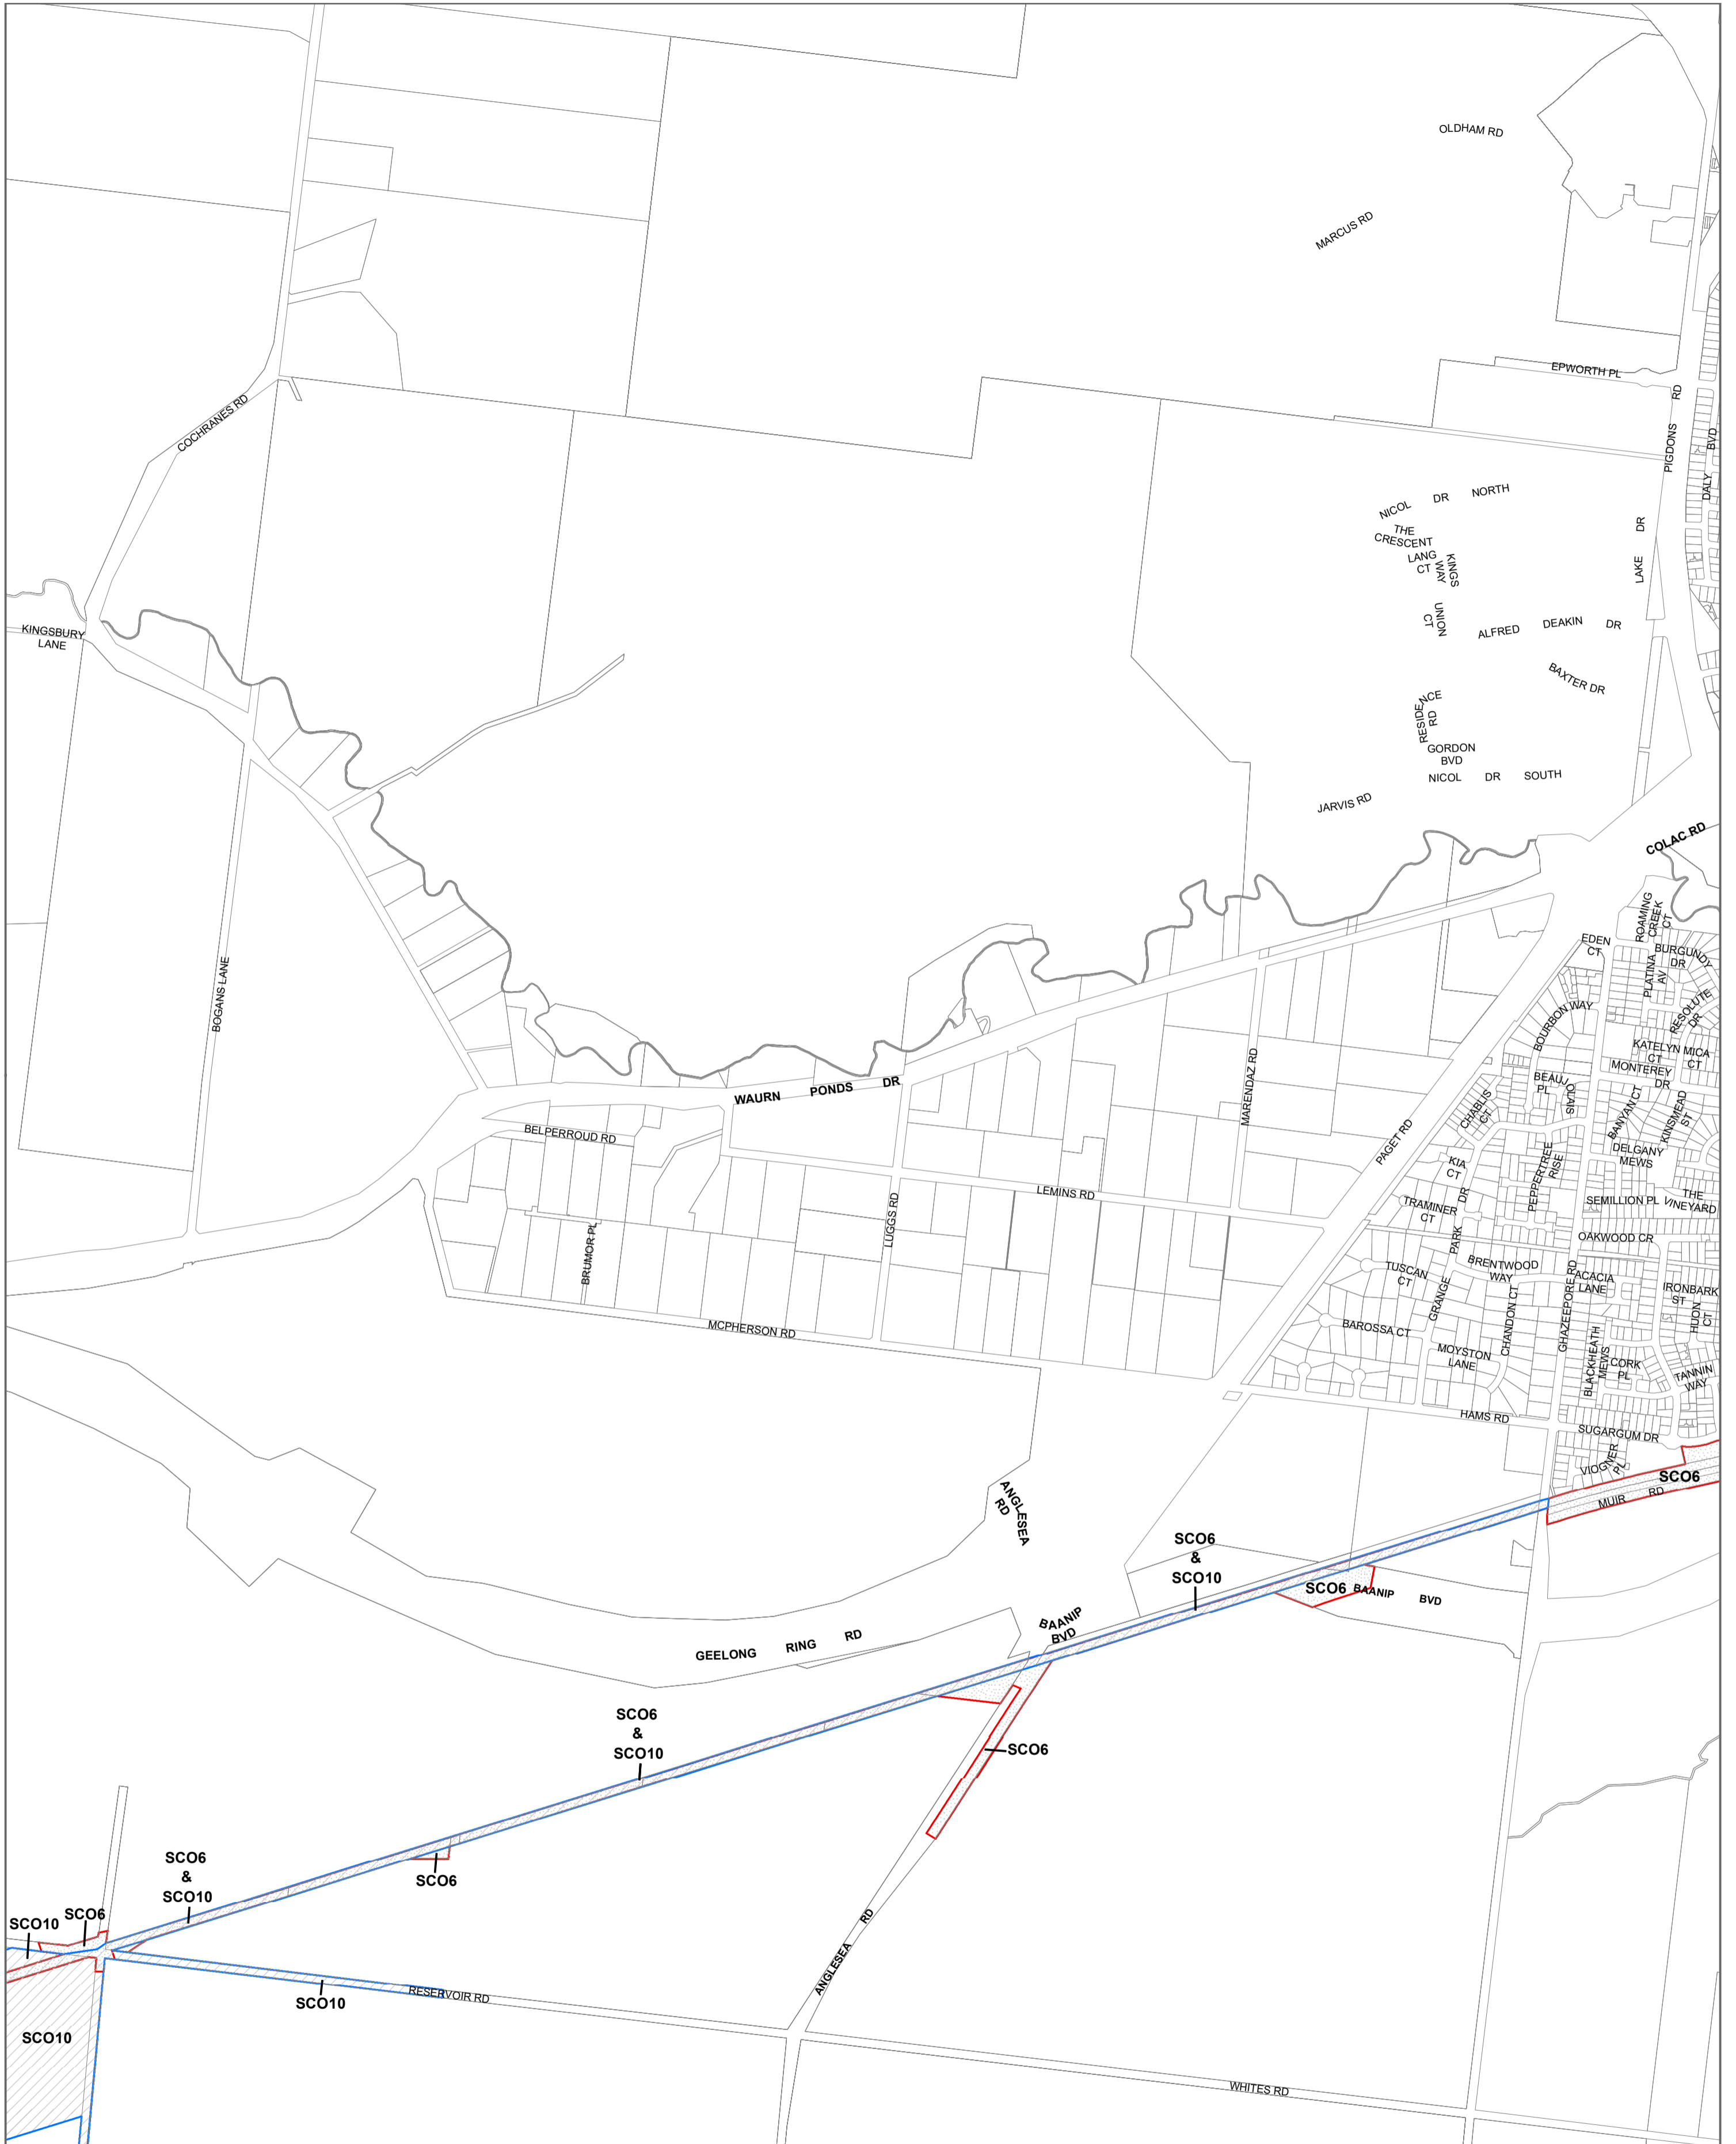 OLDHAM RD
MARCUS RD
EPWORTH PL
PIGDONS RD
COCHRANES RD
DALY BVD
NICOL DR NORTH
THE
CRESCENT
LANG
CT
KINGS
WAY
LAKE DR
UNION
CT
ALFRED DEAKIN DR
KINGSBURY
LANE
BAXTER DR
RESIDENCE
RD
GORDON
BVD
NICOL DR SOUTH
JARVIS RD
COLAC RD
ROAMING
CREEK
CT
EDEN
CT
BURGUNDY
DR
PLATINA
AV
BOGANS LANE
RESOLUTE
DR
BOURBON WAY
KATELYN
CT
MICA
CT
MONTEREY
DR
MARENDAZ RD
WAURN PONDS DR
BEAUJOLAIS
PL
CHABLIS
CT
BANYAN CT
KINSMEAD
ST
BELPERROUD RD
PAGET RD
DELGANY
MEWS
KIA
CT
PEPPERTREE
RISE
LEMINS RD
SEMILLION PL
THE
VINEYARD
TRAMINER
CT
LUGGS RD
OAKWOOD CR
BRUMOR PL
GRANGE PARK DR
BRENTWOOD
WAY
TUSCAN
CT
ACACIA
LANE
IRONBARK
ST
HUON
CT
GHAZEPORE RD
CHANDON CT
MCPHERSON RD
BAROSSA CT
MOYSTON
LANE
BLACKHEATH
MEWS
CORK
PL
TANNIN
WAY
HAMS RD
SUGARGUM DR
VIOGNER
PL
SCO6
MUIR RD
ANGLESEA
RD
SCO6
&
SCO10
SCO6
BAANIP BVD
BAANIP
BVD
GEELONG RING RD
SCO6
&
SCO10
SCO6
SCO6
&
SCO10
SCO6
SCO10
SCO6
ANGLESEA RD
RESERVOIR RD
SCO10
SCO10
WHITES RD